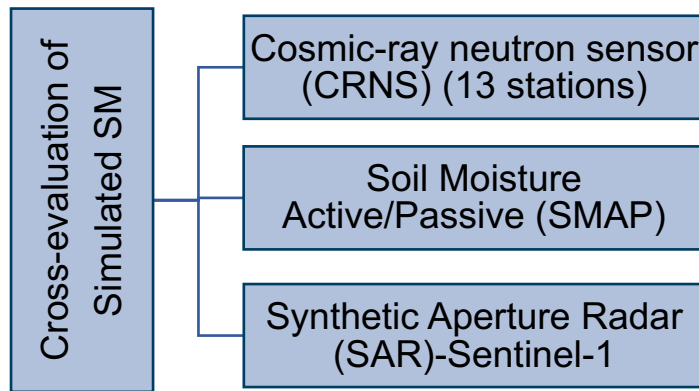 Cross-evaluation of
Simulated SM
Cosmic-ray neutron sensor
(CRNS) (13 stations)
Soil Moisture
Active/Passive (SMAP)
Synthetic Aperture Radar
(SAR)-Sentinel-1